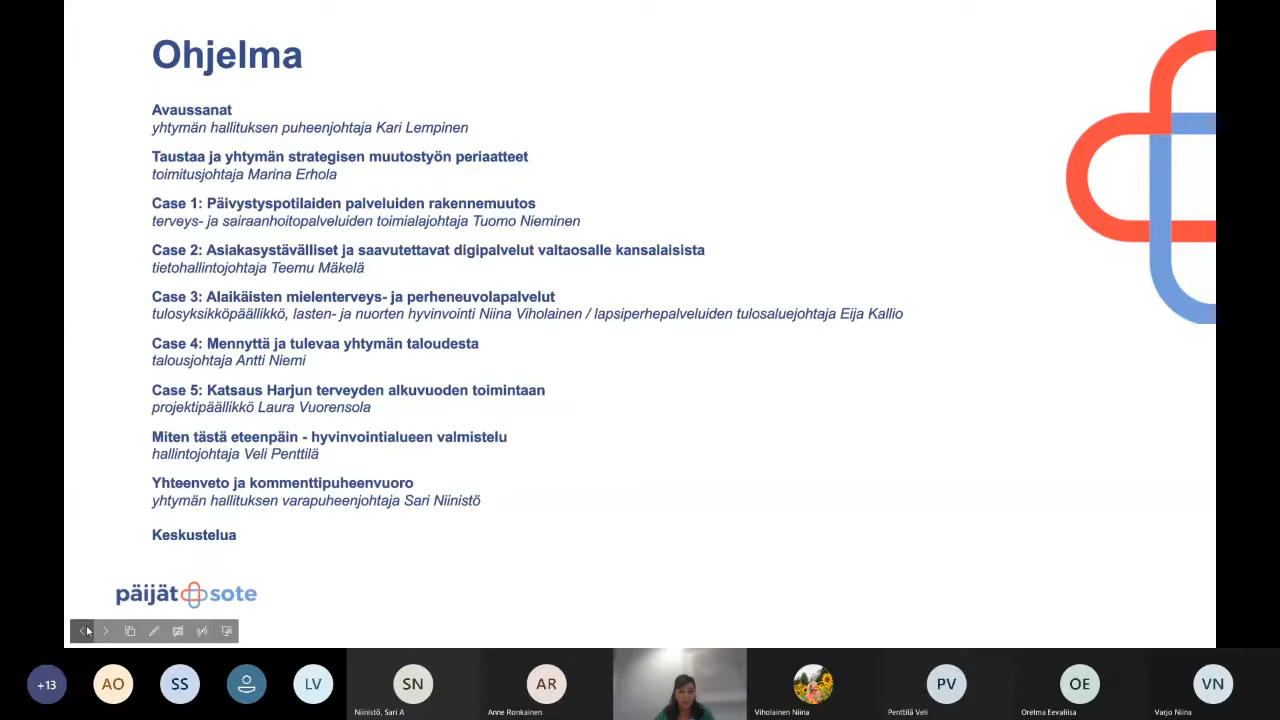 Ohjelma
Avaussanat
yhtymän hallituksen puheenjohtaja Kari Lempinen
Taustaa ja yhtymän strategisen muutostyön periaatteet
toimitusjohtaja Marina Erhola
Case 1: Päivystyspotilaiden palveluiden rakennemuutos
terveys- ja sairaanhoitopalveluiden toimialajohtaja Tuomo Nieminen
Case 2: Asiakasystävälliset ja saavutettavat digipalvelut valtaosalle kansalaisista
tietohallintojohtaja Teemu Mäkelä
Case 3: Alaikäisten mielenterveys- ja perheneuvolapalvelut
tulosyksikköpäällikkö, lasten- ja nuorten hyvinvointi Niina Viholainen / lapsiperhepalveluiden tulosaluejohtaja Eija Kallio
Case 4: Mennyttä ja tulevaa yhtymän taloudesta
talousjohtaja Antti Niemi
Case 5: Katsaus Harjun terveyden alkuvuoden toimintaan
projektipäällikkö Laura Vuorensola
Miten tästä eteenpäin - hyvinvointialueen valmistelu
hallintojohtaja Veli Penttilä
Yhteenveto ja kommenttipuheenvuoro
yhtymän hallituksen varapuheenjohtaja Sari Niinistö
Keskustelua
päijät sote
+13 AO SS LV SN AR PV OE VN
Niinistö, Sari A Anne Ronkainen Viholainen Niina Penttilä Veli Orelma Eevaliisa Varjo Niina